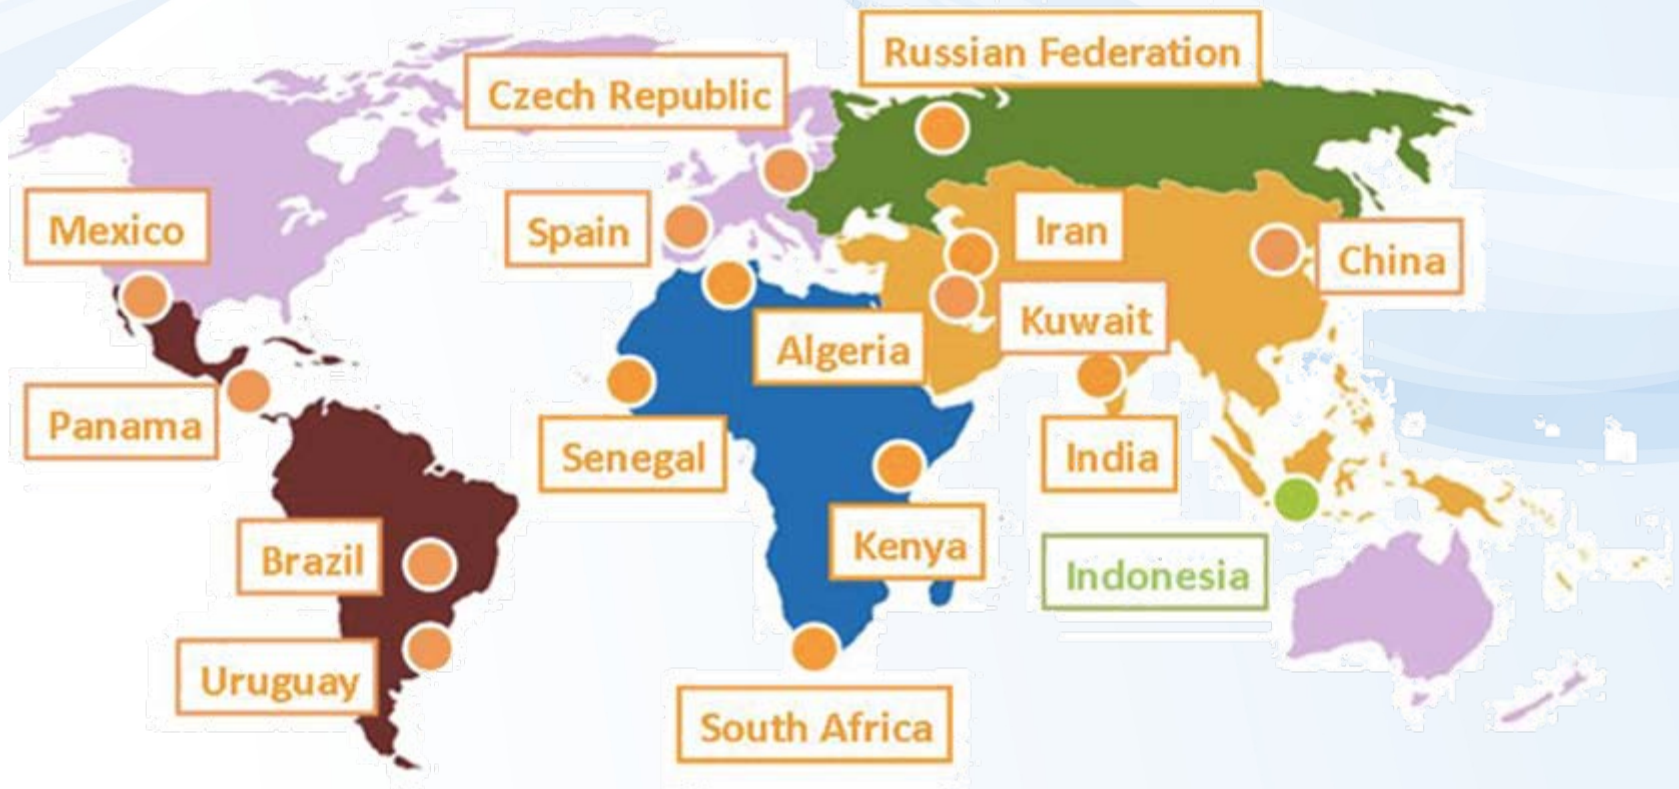 Russian Federation
Czech Republic
Mexico
Spain
Iran
China
Kuwait
Algeria
Panama
Senegal
India
Brazil
Kenya
Indonesia
Uruguay
South Africa